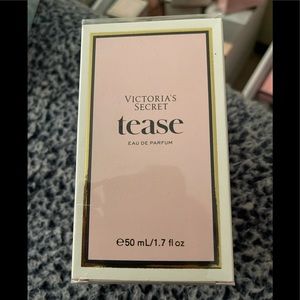 VICTORIA'S
SECRET
tease
EAU DE PARFUM
℮50 mL/1.7 fl oz